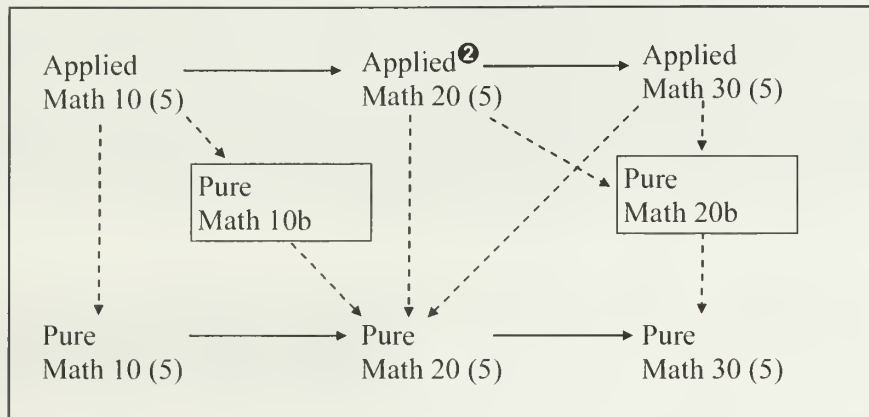 Applied
Math 10 (5)
Applied❷
Math 20 (5)
Applied
Math 30 (5)
Pure
Math 10b
Pure
Math 20b
Pure
Math 10 (5)
Pure
Math 20 (5)
Pure
Math 30 (5)